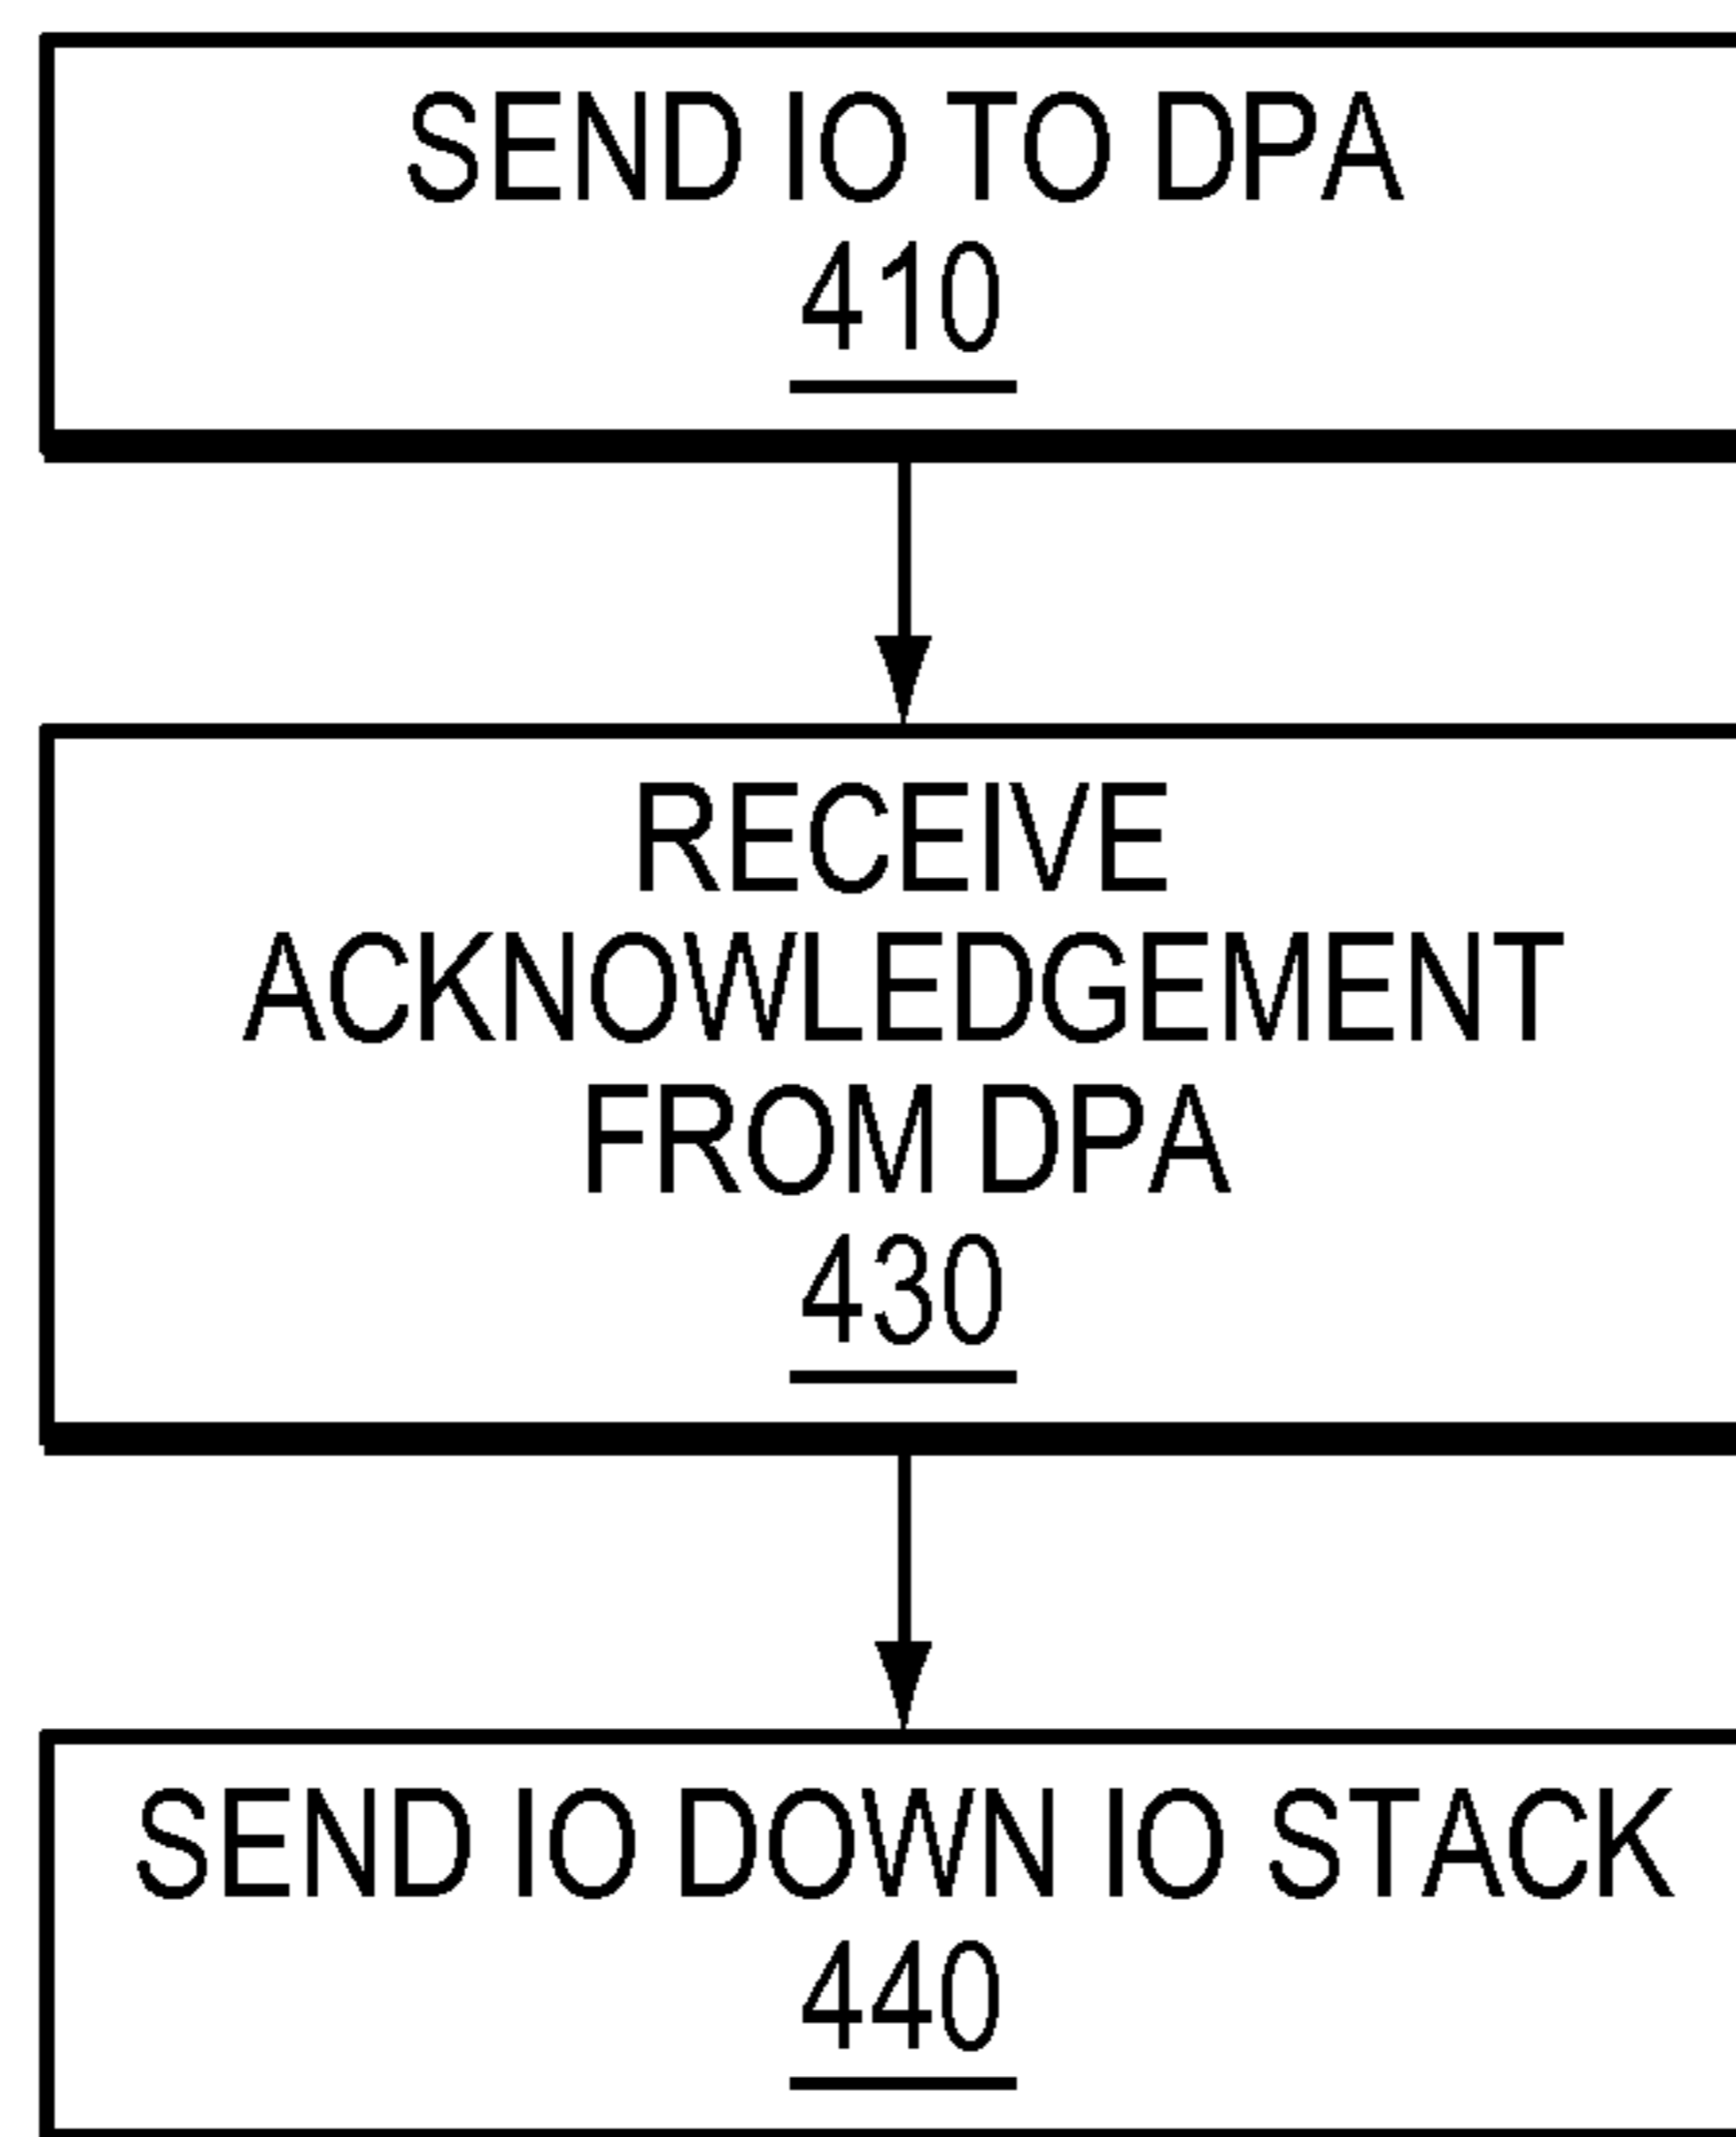 SEND IO TO DPA
410
RECEIVE
ACKNOWLEDGEMENT
FROM DPA
430
SEND IO DOWN IO STACK
440